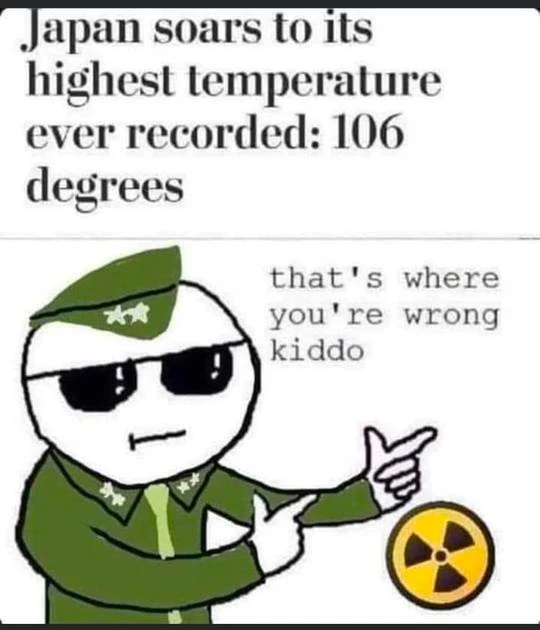 Japan soars to its
highest temperature
ever recorded: 106
degrees
that's where
you're wrong
kiddo